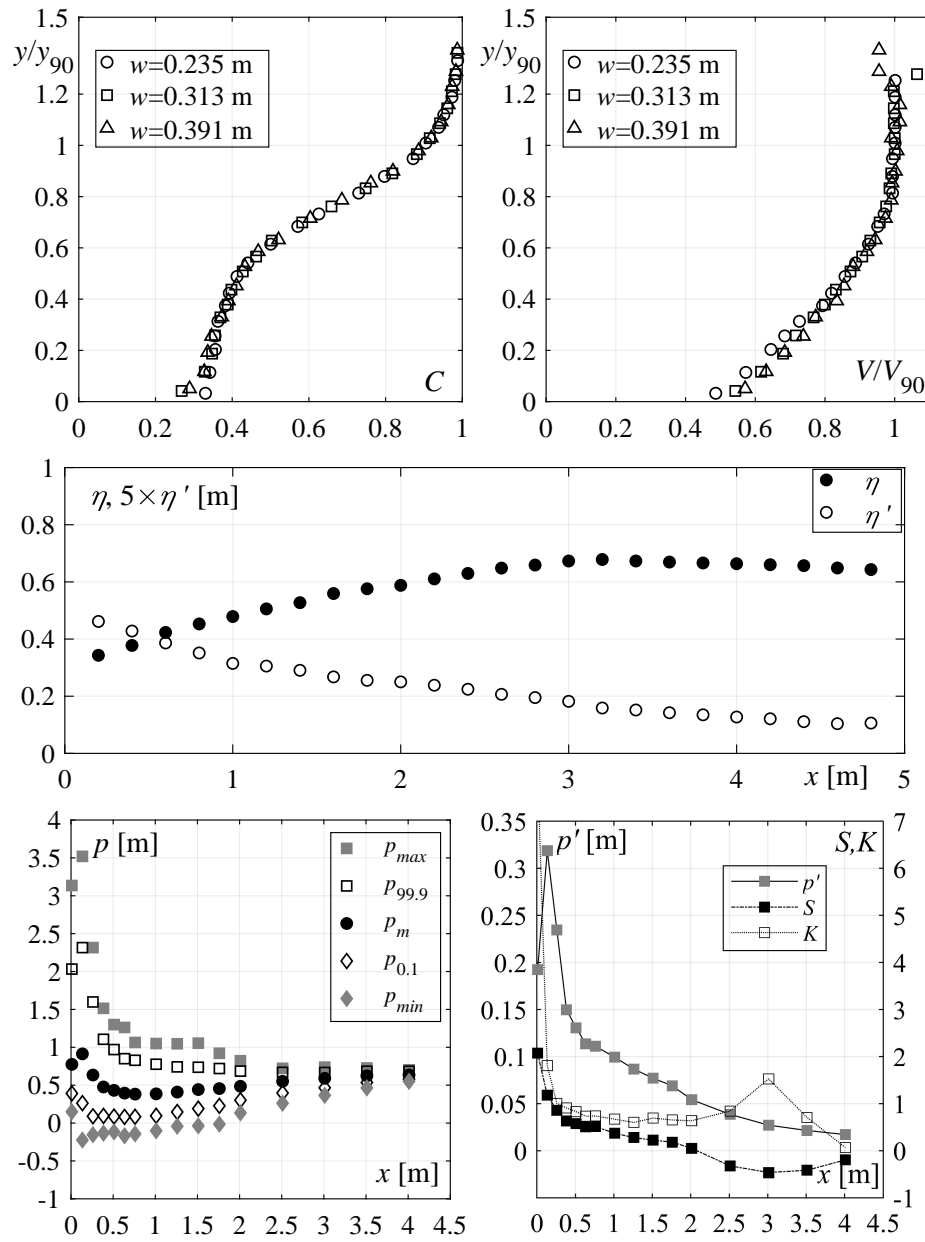 1.5
y/y90
1.2
1
0.8
0.6
0.4
0.2
0
w=0.235 m
w=0.313 m
w=0.391 m
C
0 0.2 0.4 0.6 0.8 1
1.5
y/y90
1.2
1
0.8
0.6
0.4
0.2
0
w=0.235 m
w=0.313 m
w=0.391 m
V/V90
0 0.2 0.4 0.6 0.8 1
1
0.8
0.6
0.4
0.2
0
η, 5×η' [m]
η
η'
0 1 2 3 4 5
x [m]
4
3.5
3
2.5
2
1.5
1
0.5
0
-0.5
-1
p [m]
pmax
p99.9
pm
p0.1
pmin
x [m]
0 0.5 1 1.5 2 2.5 3 3.5 4 4.5
0.35
0.3
0.25
0.2
0.15
0.1
0.05
0
p' [m]
S,K
p'
S
K
7
6
5
4
3
2
1
0
-1
x [m]
0 0.5 1 1.5 2 2.5 3 3.5 4 4.5